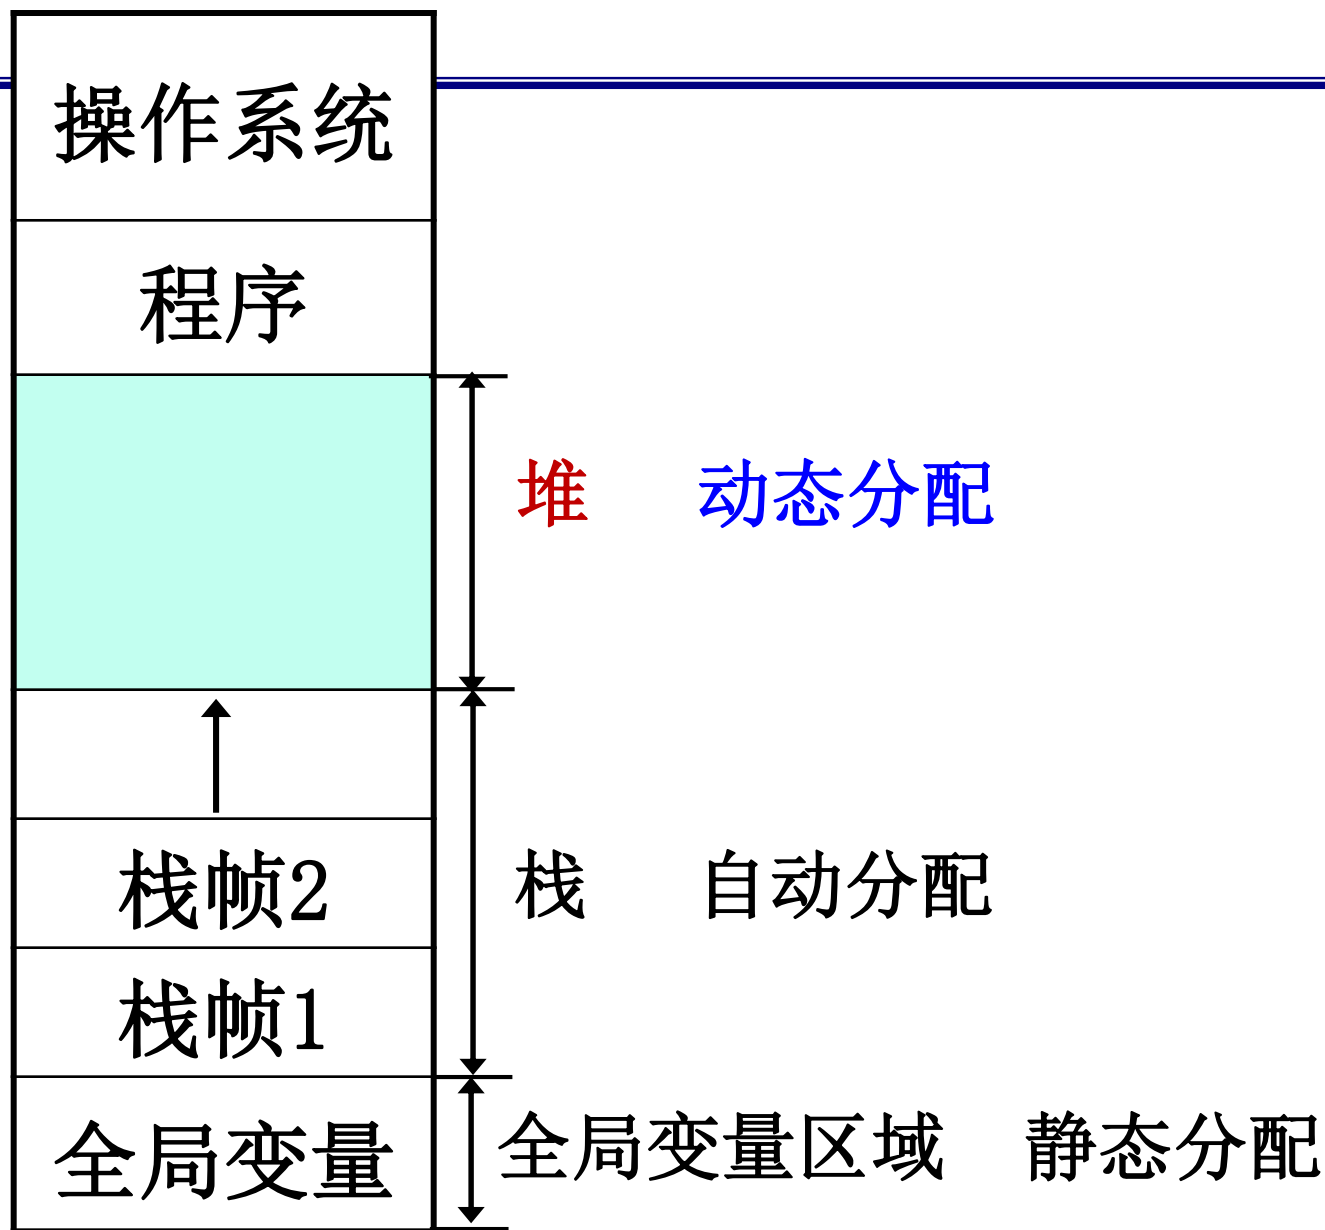 操作系统
程序
堆 动态分配
栈帧2
栈 自动分配
栈帧1
全局变量
全局变量区域 静态分配